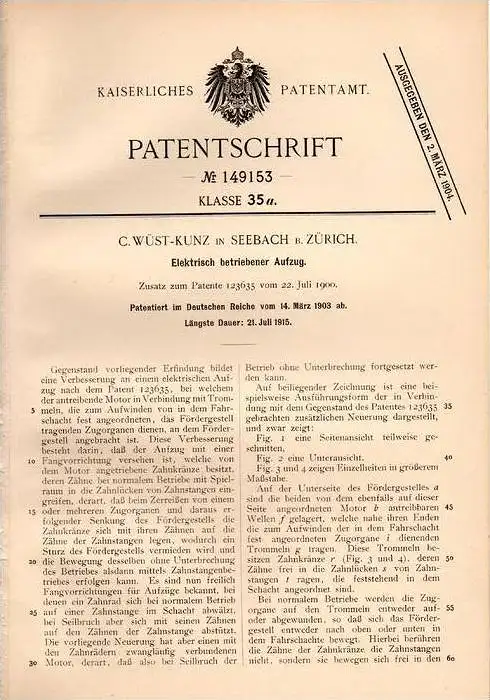 KAISERLICHES PATENTAMT.
AUSGEGEBEN DEN 2. MÄRZ 1904.
PATENTSCHRIFT
— № 149153 —
KLASSE 35a.
C. WÜST-KUNZ IN SEEBACH B. ZÜRICH.
Elektrisch betriebener Aufzug.
Zusatz zum Patente 123635 vom 22. Juli 1900.
Patentiert im Deutschen Reiche vom 14. März 1903 ab.
Längste Dauer: 21. Juli 1915.
Gegenstand vorliegender Erfindung bildet
eine Verbesserung an einem elektrischen Auf-
zug nach dem Patent 123635, bei welchem
der antreibende Motor in Verbindung mit Trom-
5 meln, die zum Aufwinden von in dem Fahr-
schacht fest angeordneten, das Fördergestell
tragenden Zugorganen dienen, an dem Förder-
gestell angebracht ist. Diese Verbesserung
besteht darin, daß der Aufzug mit einer
10 Fangvorrichtung versehen ist, welche von
dem Motor angetriebene Zahnkränze besitzt,
deren Zähne bei normalem Betriebe mit Spiel-
raum in die Zahnlücken von Zahnstangen ein-
greifen, derart, daß beim Zerreißen von einem
15 oder mehreren Zugorganen und daraus er-
folgender Senkung des Fördergestells die
Zahnkränze sich mit ihren Zähnen auf die
Zähne der Zahnstangen legen, wodurch ein
Sturz des Fördergestells vermieden wird und
20 die Bewegung desselben ohne Unterbrechung
des Betriebes alsdann mittels Zahnstangenbe-
triebes erfolgen kann. Es sind nun freilich
Fangvorrichtungen für Aufzüge bekannt, bei
denen ein Zahnrad sich bei normalem Betrieb
25 auf einer Zahnstange im Schacht abwälzt,
bei Seilbruch aber sich mit seinen Zähnen
auf den Zähnen der Zahnstange abstützt.
Die vorliegende Neuerung hat aber einen mit
den Zahnrädern zwangläufig verbundenen
30 Motor, derart, daß also bei Seilbruch der
Betrieb ohne Unterbrechung fortgesetzt wer-
den kann.
Auf beiliegender Zeichnung ist eine bei-
spielsweise Ausführungsform der in Verbin-
dung mit dem Gegenstand des Patentes 123635 35
gebrachten zusätzlichen Neuerung dargestellt,
und zwar zeigt:
Fig. 1 eine Seitenansicht teilweise ge-
schnitten,
Fig. 2 eine Unteransicht. 40
Fig. 3 und 4 zeigen Einzelheiten in größerem
Maßstabe.
Auf der Unterseite des Fördergestelles a
sind die beiden von dem ebenfalls auf dieser
Seite angeordneten Motor b antreibbaren 45
Wellen f gelagert, welche nahe ihren Enden
die zum Aufwinden der in dem Fahrschacht
fest angeordneten Zugorgane i dienenden
Trommeln g tragen. Diese Trommeln be-
sitzen Zahnkränze r (Fig. 3 und 4), deren 50
Zähne frei in die Zahnlücken s von Zahn-
stangen t ragen, die feststehend in dem
Schacht angeordnet sind.
Bei normalem Betriebe werden die Zug-
organe auf den Trommeln entweder auf- 55
oder abgewunden, so daß sich das Förder-
gestell entweder nach oben oder unten in
dem Fahrschachte bewegt. Hierbei berühren
die Zähne der Zahnkränze die Zahnstangen
nicht, sondern sie bewegen sich frei in den 60